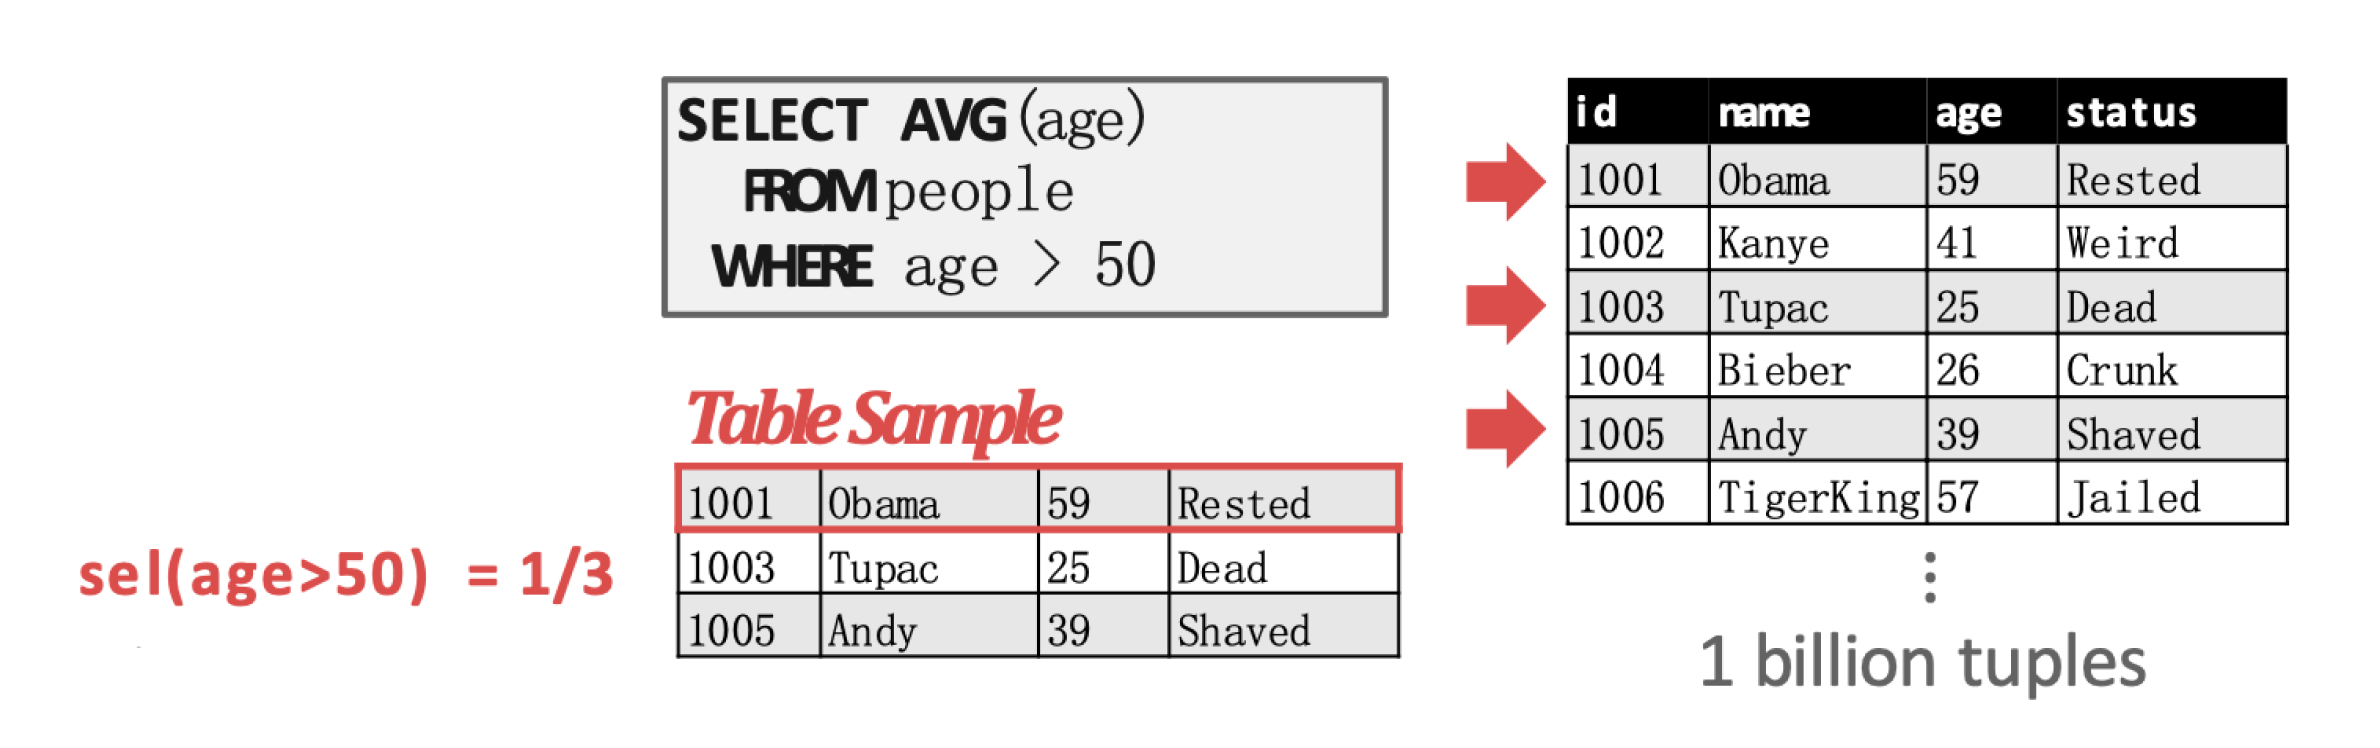 SELECT AVG(age)
FROM people
WHERE age > 50
Table Sample
1001 Obama 59 Rested
1003 Tupac 25 Dead
1005 Andy 39 Shaved
sel(age>50) = 1/3
id name age status
1001 Obama 59 Rested
1002 Kanye 41 Weird
1003 Tupac 25 Dead
1004 Bieber 26 Crunk
1005 Andy 39 Shaved
1006 TigerKing 57 Jailed
⋮
1 billion tuples